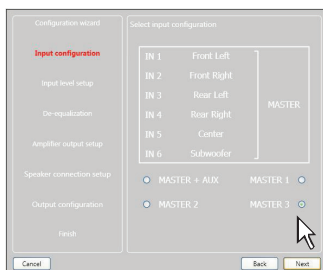 Configuration wizard
Input configuration
Input level setup
De-equalization
Amplifier output setup
Speaker connection setup
Output configuration
Finish
Select input configuration
IN 1 Front Left
IN 2 Front Right
IN 3 Rear Left
IN 4 Rear Right
IN 5 Center
IN 6 Subwoofer
MASTER
MASTER + AUX MASTER 1
MASTER 2 MASTER 3
Cancel Back Next